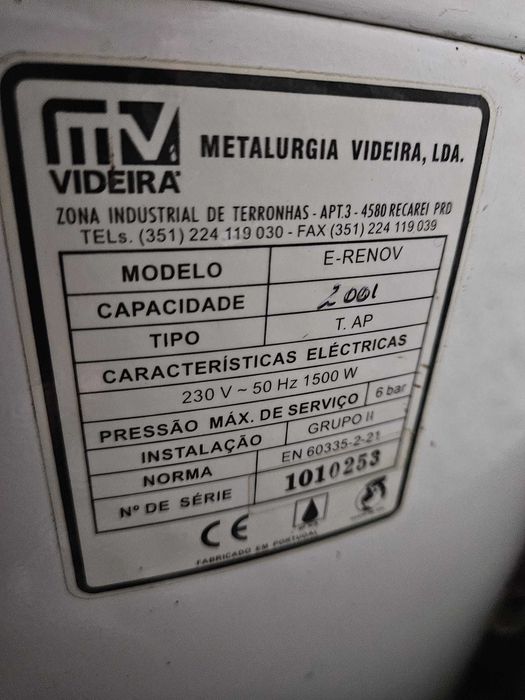 MV
VIDEIRA
METALURGIA VIDEIRA, LDA.
ZONA INDUSTRIAL DE TERRONHAS - APT.3 - 4580 RECAREI PRD
TELs. (351) 224 119 030 - FAX (351) 224 119 039
MODELO E-RENOV
CAPACIDADE 200l
TIPO T. AP
CARACTERÍSTICAS ELÉCTRICAS
230 V ~ 50 Hz 1500 W
PRESSÃO MÁX. DE SERVIÇO 6 bar
INSTALAÇÃO GRUPO II
NORMA EN 60335-2-21
Nº DE SÉRIE 1010253
CE
FABRICADO EM PORTUGAL